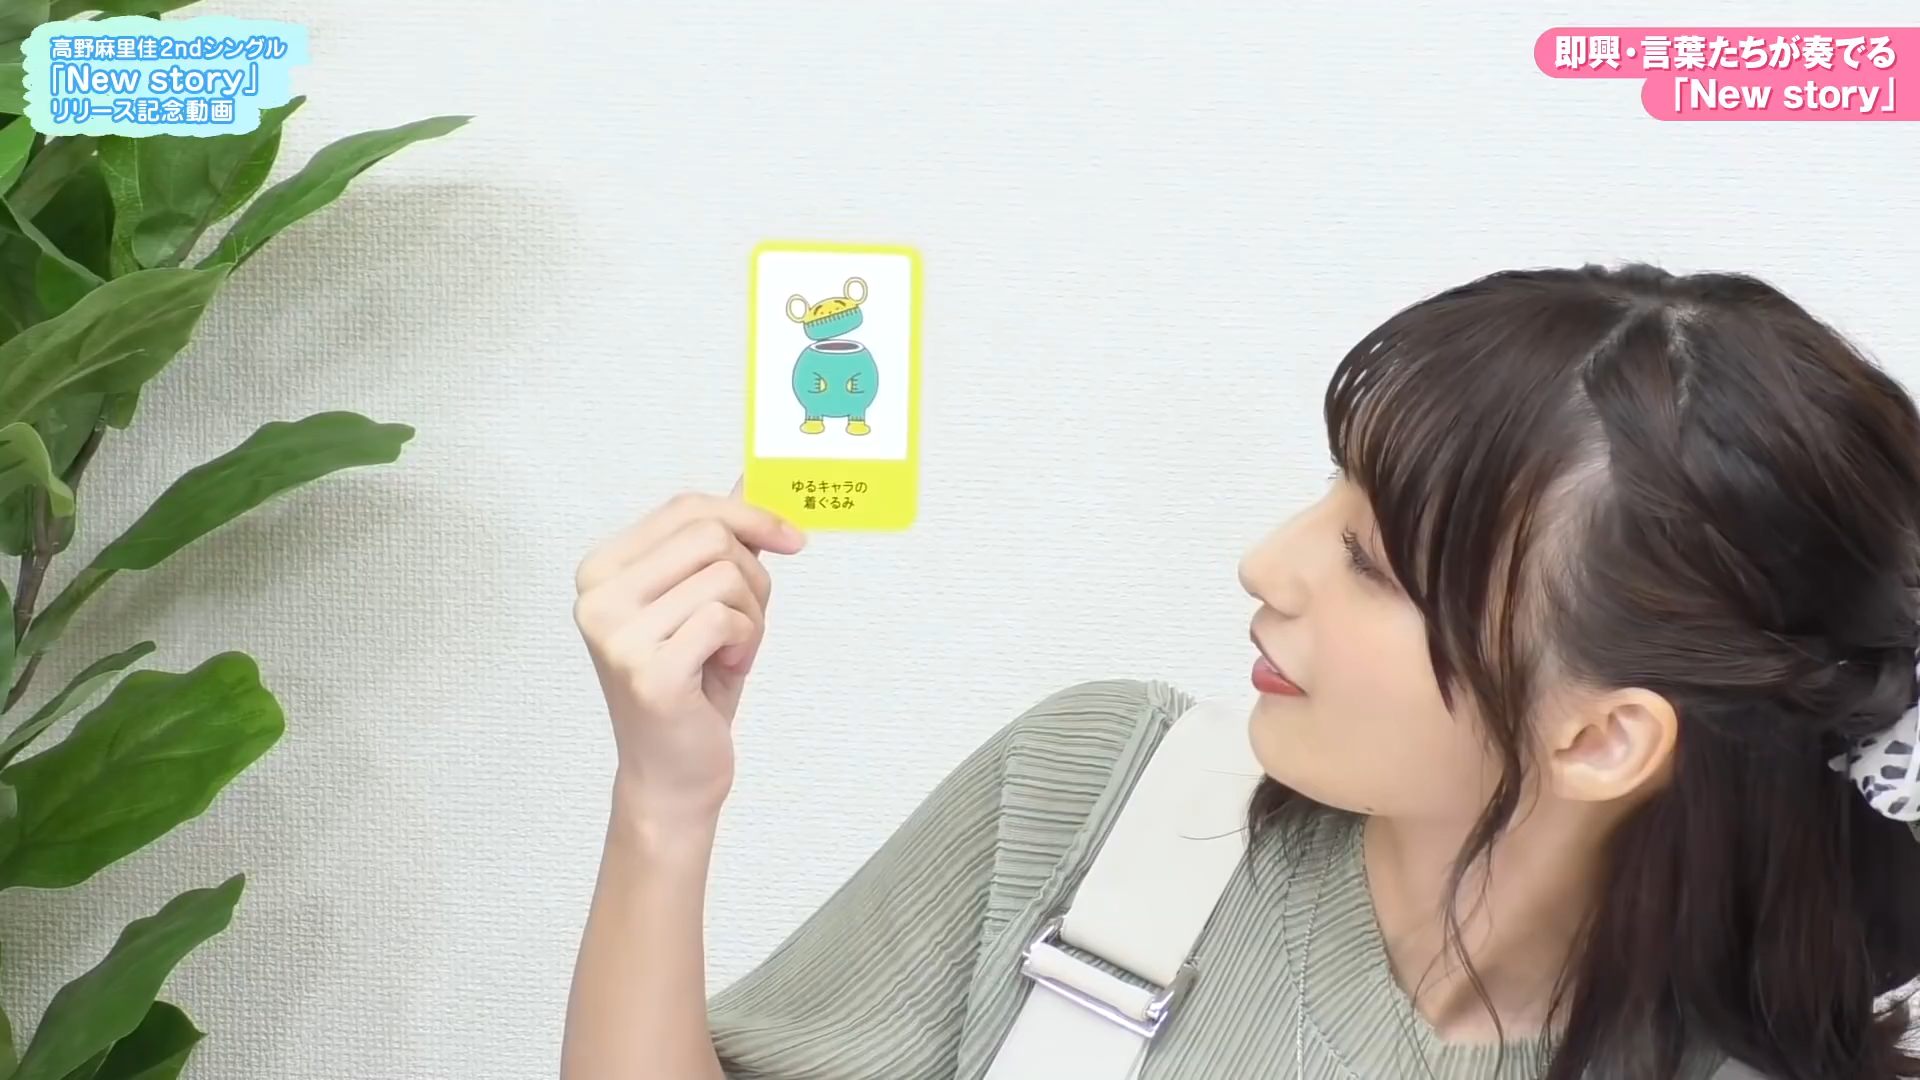 高野麻里佳2ndシングル
「New story」
リリース記念動画
即興・言葉たちが奏でる
「New story」
ゆるキャラの
着ぐるみ